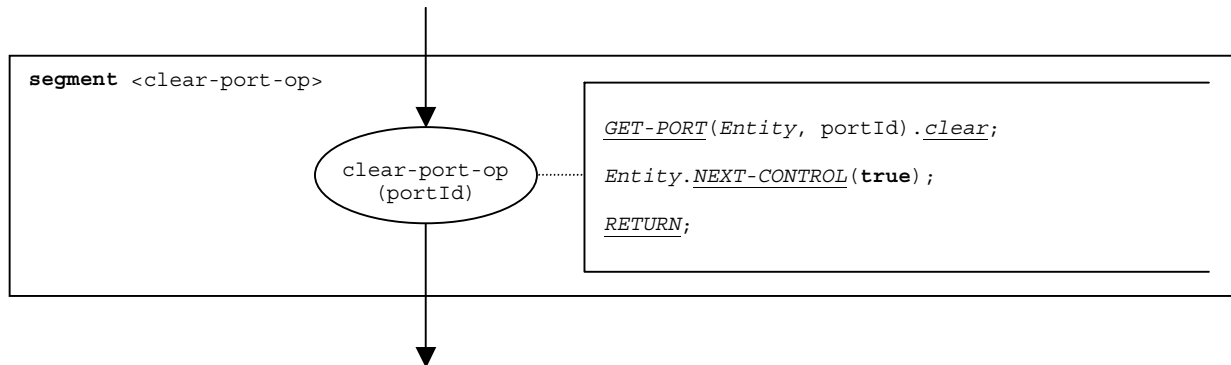 segment <clear-port-op>
clear-port-op
(portId)
GET-PORT(Entity, portId).clear;
Entity.NEXT-CONTROL(true);
RETURN;